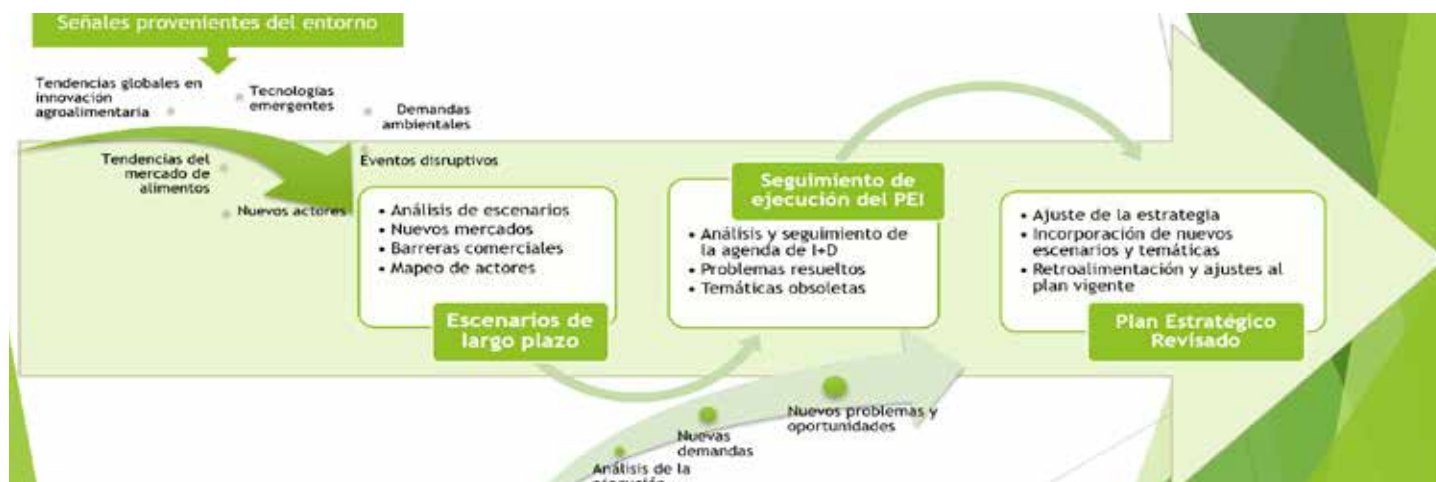 Señales provenientes del entorno
Tendencias globales en
innovación
agroalimentaria
Tecnologías
emergentes
Demandas
ambientales
Tendencias del
mercado de
alimentos
Eventos disruptivos
Nuevos actores
• Análisis de escenarios
• Nuevos mercados
• Barreras comerciales
• Mapeo de actores
Escenarios de
largo plazo
Seguimiento de
ejecución del PEI
• Análisis y seguimiento de
la agenda de I+D
• Problemas resueltos
• Temáticas obsoletas
• Ajuste de la estrategia
• Incorporación de nuevos
escenarios y temáticas
• Retroalimentación y ajustes al
plan vigente
Plan Estratégico
Revisado
Nuevos problemas y
oportunidades
Nuevas
demandas
Análisis de la